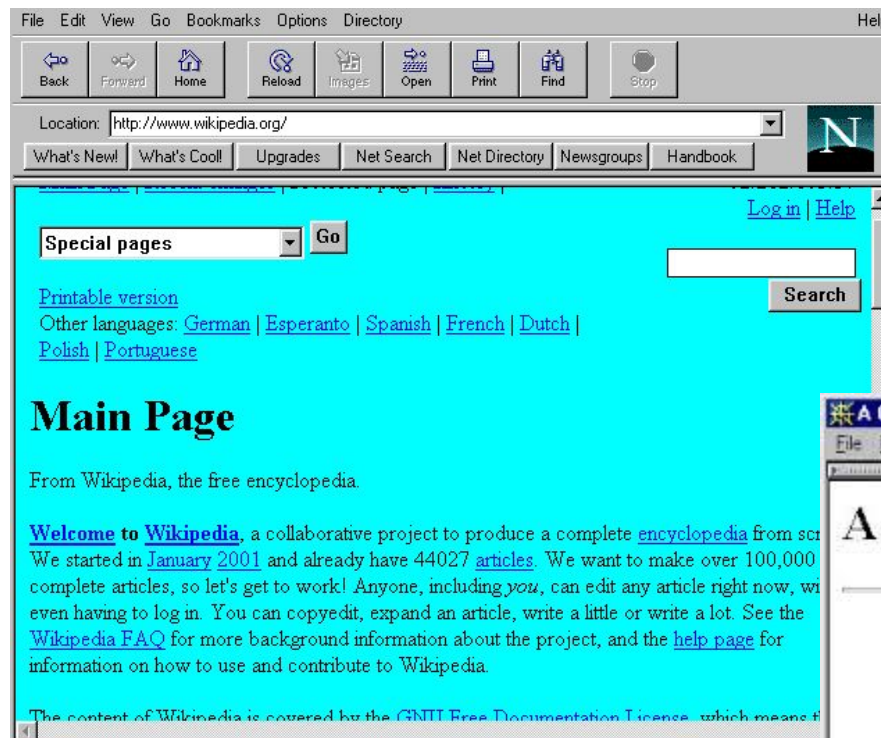 File Edit View Go Bookmarks Options Directory Hel
Back Forward Home Reload Images Open Print Find Stop
Location: http://www.wikipedia.org/
What's New! What's Cool! Upgrades Net Search Net Directory Newsgroups Handbook
N
Log in | Help
Special pages Go
Search
Printable version
Other languages: German | Esperanto | Spanish | French | Dutch |
Polish | Portuguese
Main Page
From Wikipedia, the free encyclopedia.
Welcome to Wikipedia, a collaborative project to produce a complete encyclopedia from scr
We started in January 2001 and already have 44027 articles. We want to make over 100,000
complete articles, so let's get to work! Anyone, including you, can edit any article right now, wi
even having to log in. You can copyedit, expand an article, write a little or write a lot. See the
Wikipedia FAQ for more background information about the project, and the help page for
information on how to use and contribute to Wikipedia.
The content of Wikipedia is covered by the GNU Free Documentation License, which means t
A
File
A